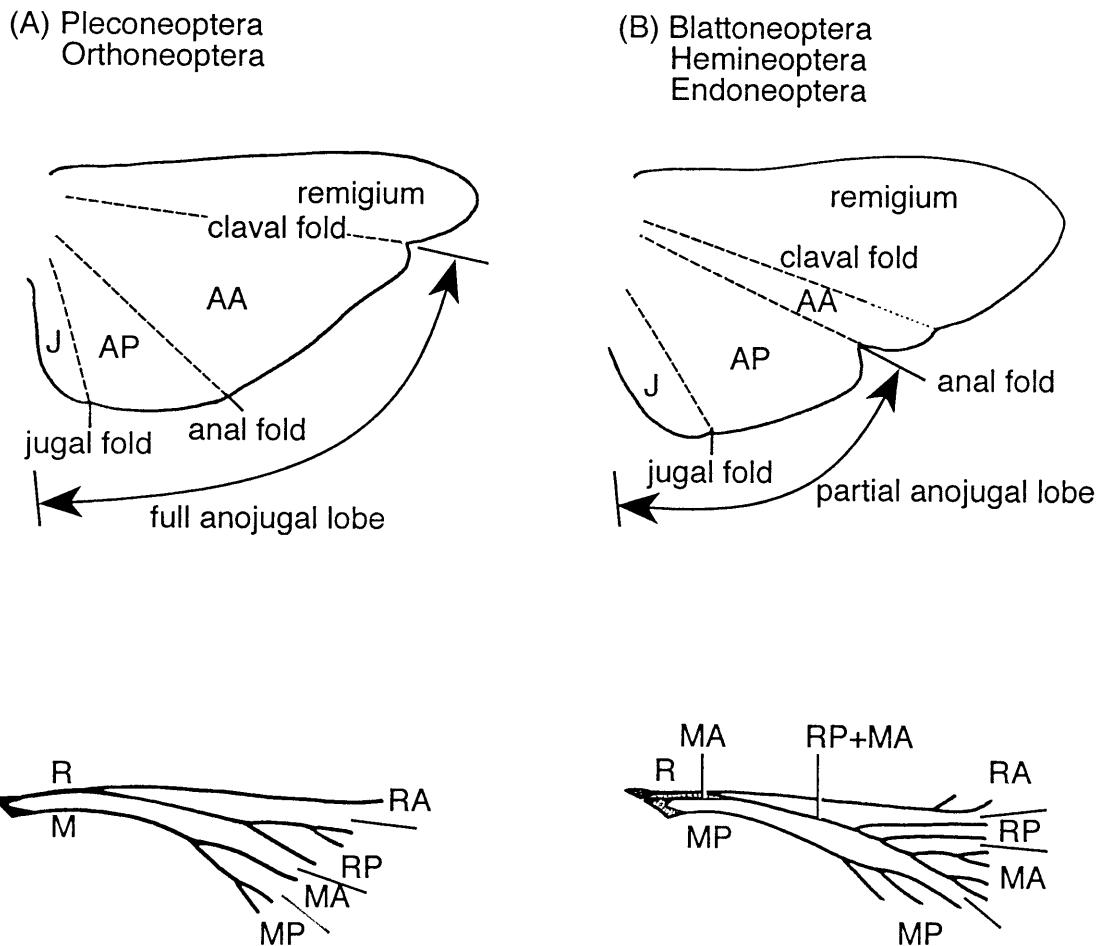 (A) Pleconeoptera
Orthoneoptera
(B) Blattoneoptera
Hemineoptera
Endoneoptera
remigium
claval fold
AA
J
AP
jugal fold
anal fold
full anojugal lobe
remigium
claval fold
AA
AP
J
anal fold
jugal fold
partial anojugal lobe
R
M
RA
RP
MA
MP
MA
RP+MA
R
RA
MP
RP
MA
MP